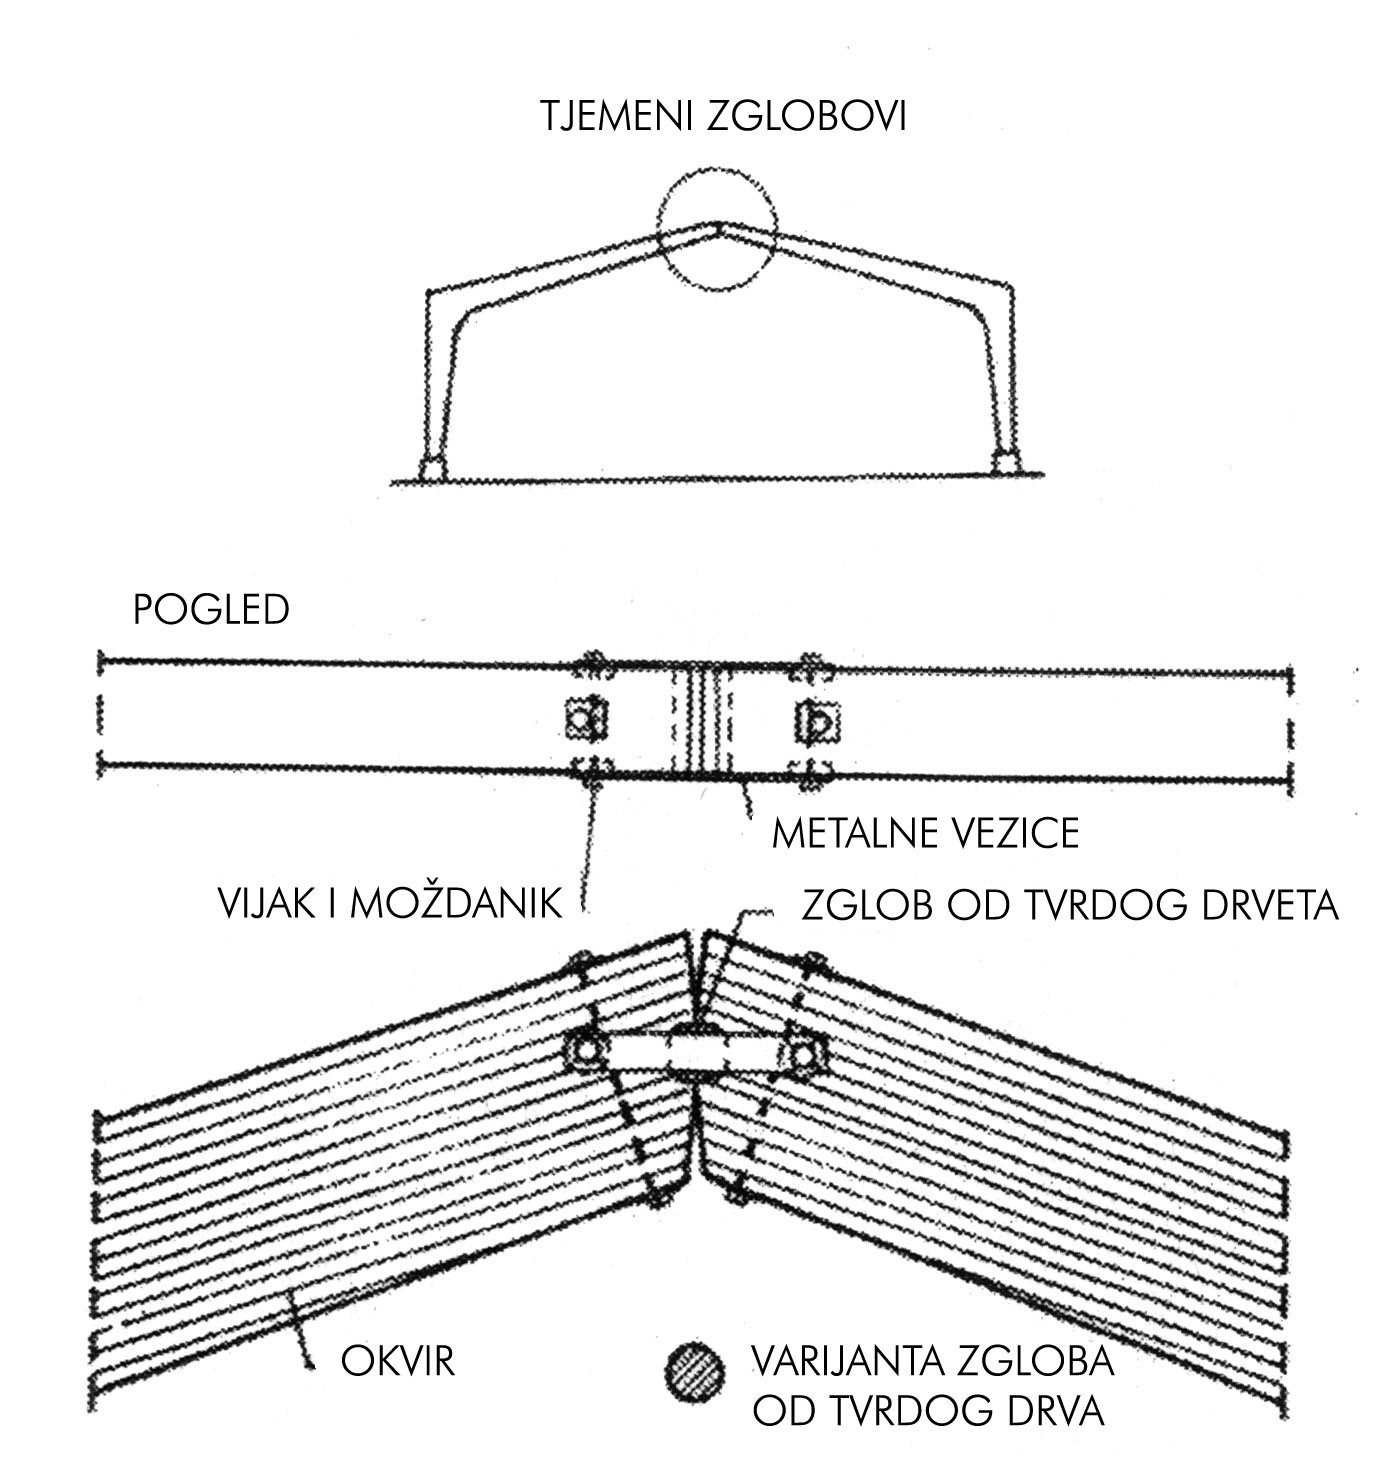 TJEMENI ZGLOBOVI
POGLED
METALNE VEZICE
VIJAK I MOŽDANIK
ZGLOB OD TVRDOG DRVETA
OKVIR
VARIJANTA ZGLOBA
OD TVRDOG DRVA